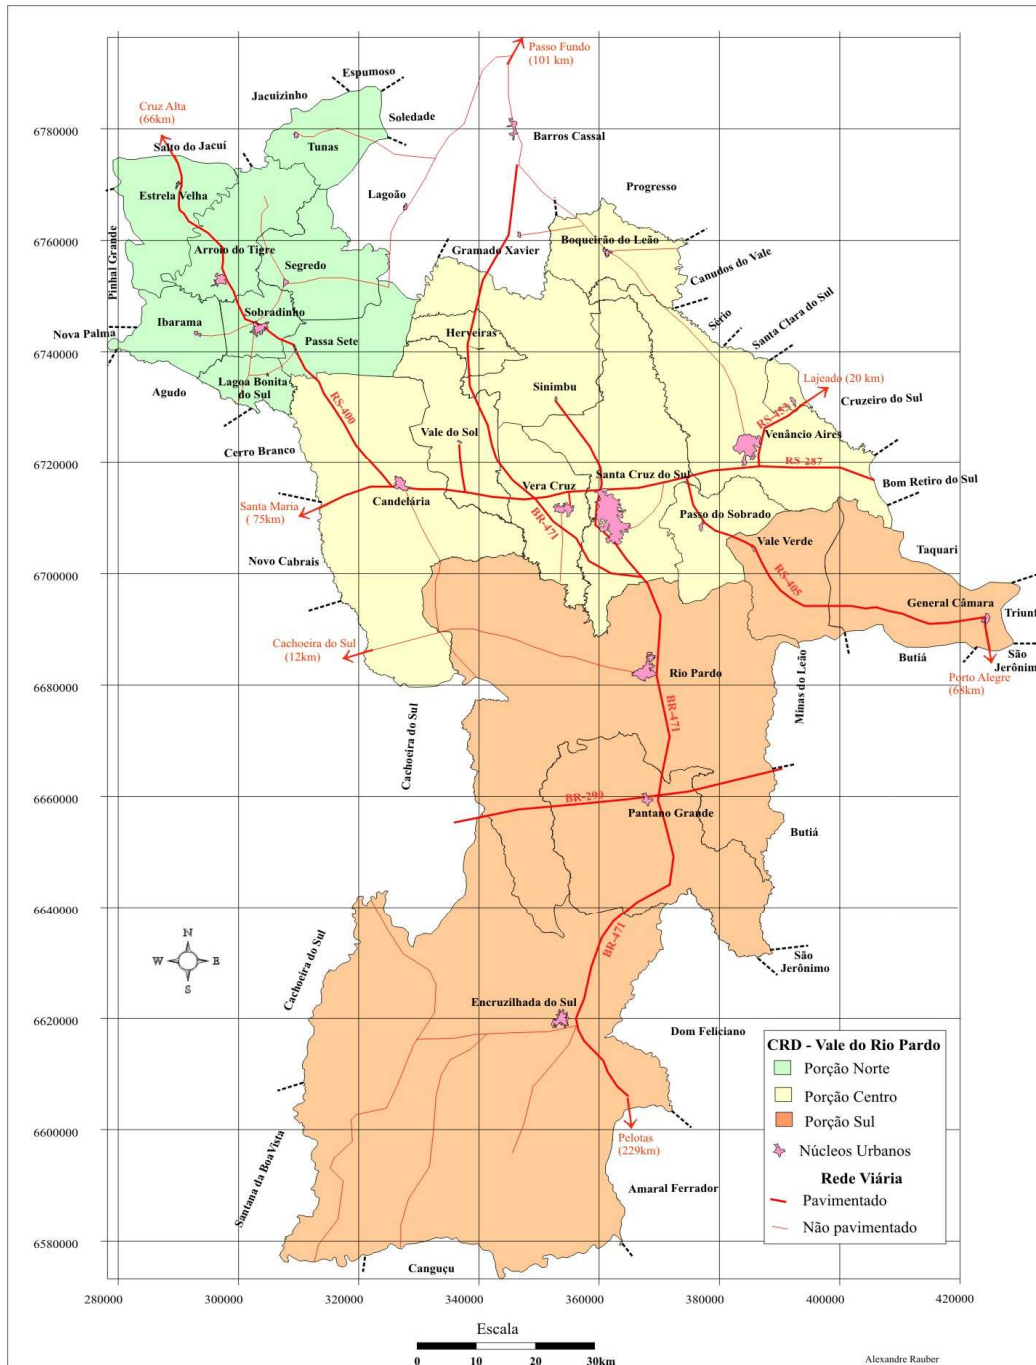 Passo Fundo
(101 km)
Espumoso
Jacuizinho
Cruz Alta
(66km)
Soledade
6780000
Barros Cassal
Salto do Jacuí
Tunas
Estrela Velha
Lagoão
Progresso
6760000
Pinhal Grande
Arroio do Tigre
Gramado Xavier
Boqueirão do Leão
Segredo
Canudos do Vale
Ibarama
Sobradinho
Nova Palma
Passa Sete
Herveiras
Sério
Santa Clara do Sul
6740000
Agudo
Lagoa Bonita
do Sul
Sinimbu
Lajeado (20 km)
RS-400
RS-453
Cruzeiro do Sul
Vale do Sol
Venâncio Aires
Cerro Branco
6720000
RS-287
Santa Cruz do Sul
Vera Cruz
Bom Retiro do Sul
Santa Maria
( 75km)
Candelária
Passo do Sobrado
BR-471
Vale Verde
Taquari
Novo Cabrais
6700000
RS-405
General Câmara
Triunf
Cachoeira do Sul
(12km)
Butiá
São
Jerônim
Rio Pardo
Porto Alegre
(68km)
6680000
Minas do Leão
Cachoeira do Sul
BR-471
6660000
BR-290
Pantano Grande
Butiá
6640000
N
W E
S
Cachoeira do Sul
BR-471
São
Jerônimo
Encruzilhada do Sul
6620000
Dom Feliciano
CRD - Vale do Rio Pardo
Porção Norte
Porção Centro
Porção Sul
Núcleos Urbanos
Rede Viária
Pavimentado
Não pavimentado
6600000
Pelotas
(229km)
Santana da BoaVista
Amaral Ferrador
6580000
Canguçu
280000 300000 320000 340000 360000 380000 400000 420000
Escala
0 10 20 30km
Alexandre Rauber